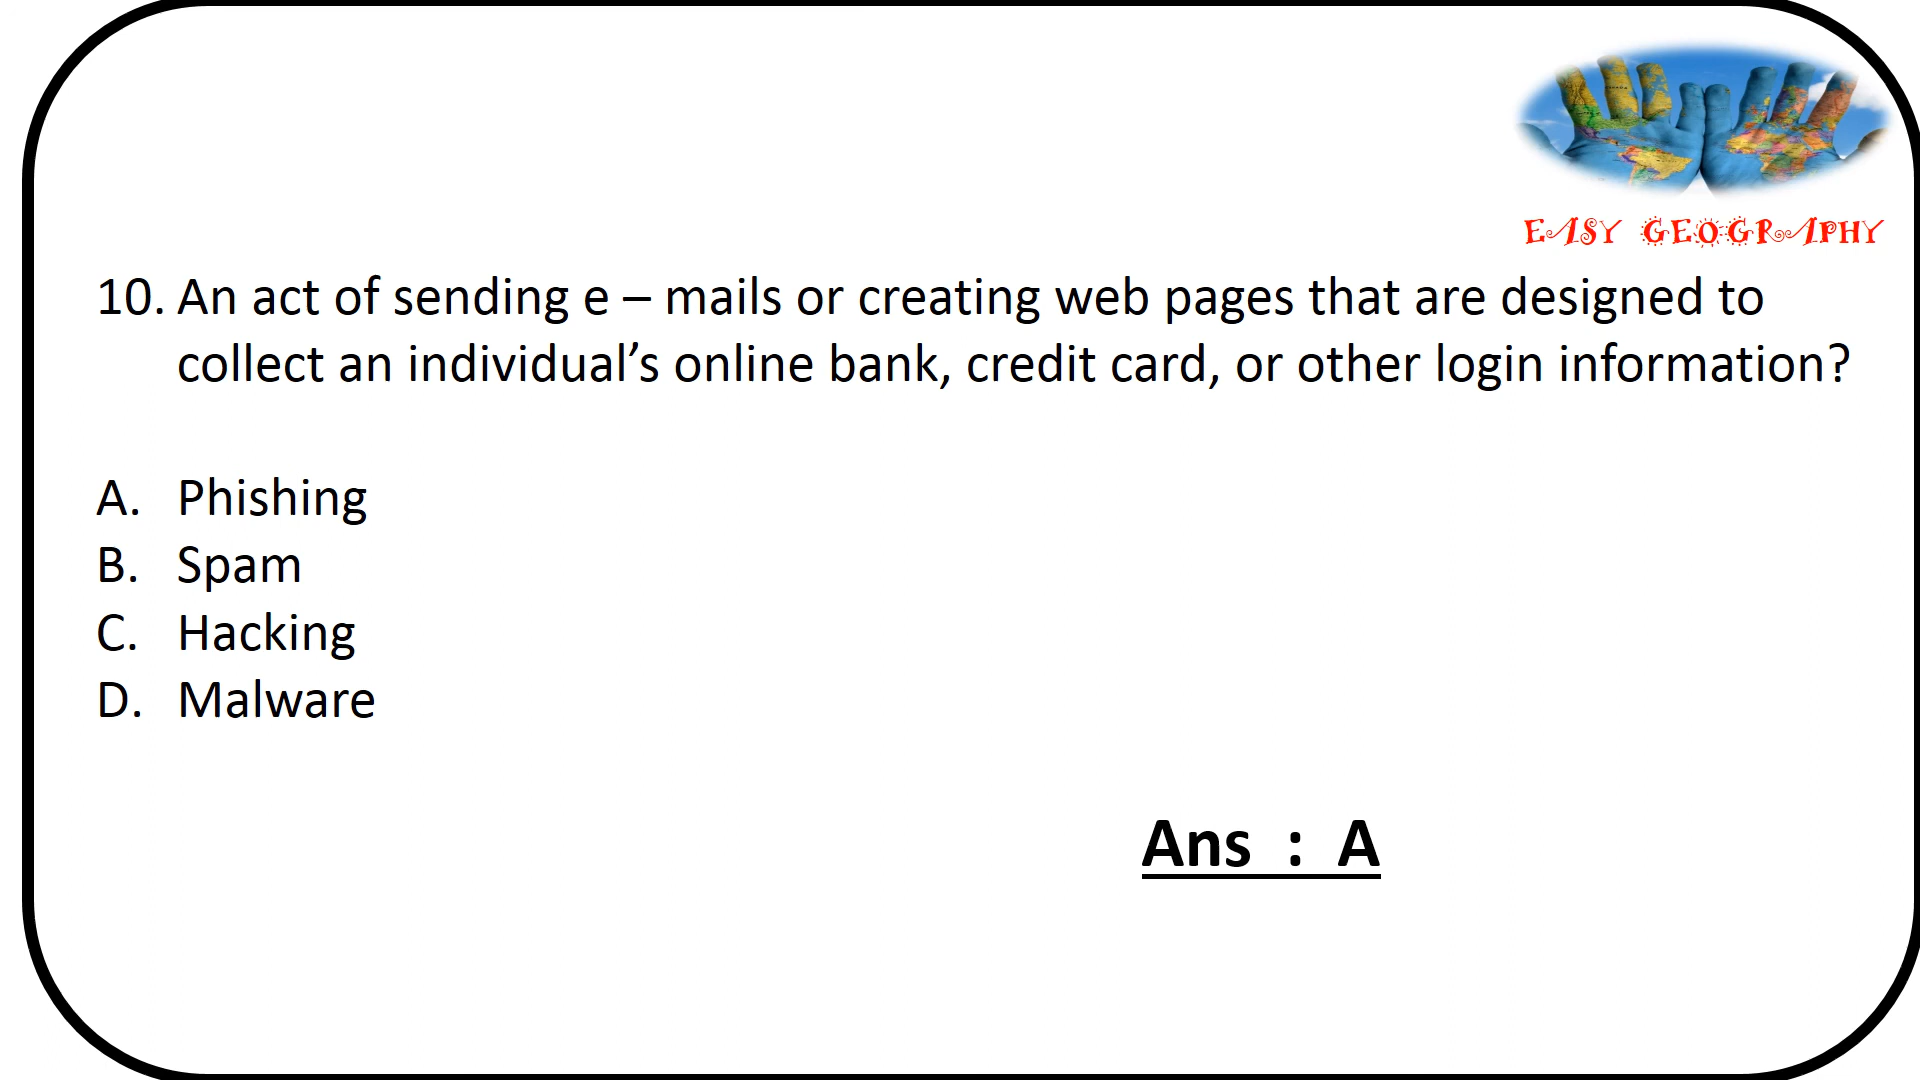 EASY GEOGRAPHY
10. An act of sending e – mails or creating web pages that are designed to
collect an individual’s online bank, credit card, or other login information?
A. Phishing
B. Spam
C. Hacking
D. Malware
Ans : A